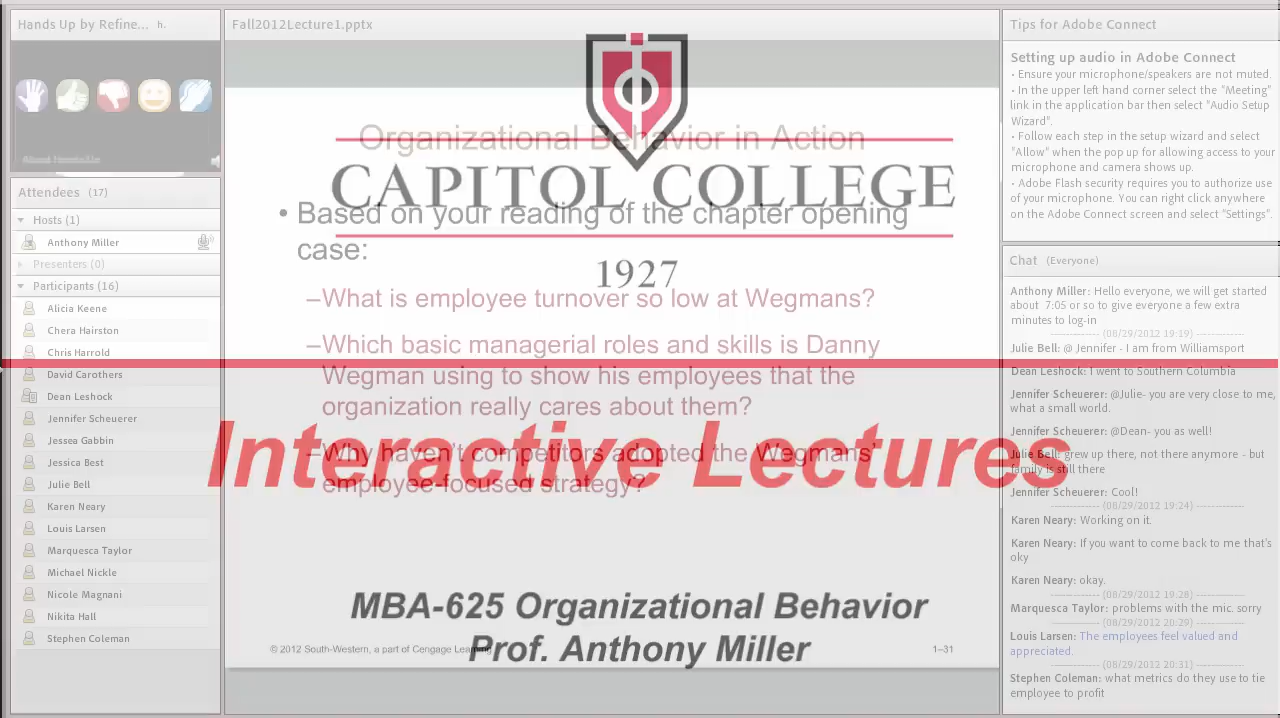 Hands Up by Refine... h.
Attendees (17)
Hosts (1)
Anthony Miller
Presenters (0)
Participants (16)
Alicia Keene
Chera Hairston
Chris Harrold
David Carothers
Dean Leshock
Jennifer Scheuerer
Jessea Gabbin
Jessica Best
Julie Bell
Karen Neary
Louis Larsen
Marquesca Taylor
Michael Nickle
Nicole Magnani
Nikita Hall
Stephen Coleman
Fall2012Lecture1.pptx
Organizational Behavior in Action
CAPITOL COLLEGE
• Based on your reading of the chapter opening
case:
1927
–What is employee turnover so low at Wegmans?
–Which basic managerial roles and skills is Danny
Wegman using to show his employees that the
organization really cares about them?
Interactive Lectures
–Why haven't competitors adopted the Wegmans'
employee-focused strategy?
MBA-625 Organizational Behavior
Prof. Anthony Miller
© 2012 South-Western, a part of Cengage Learning
1–31
Tips for Adobe Connect
Setting up audio in Adobe Connect
• Ensure your microphone/speakers are not muted.
• In the upper left hand corner select the "Meeting"
link in the application bar then select "Audio Setup
Wizard".
• Follow each step in the setup wizard and select
"Allow" when the pop up for allowing access to your
microphone and camera shows up.
• Adobe Flash security requires you to authorize use
of your microphone. You can right click anywhere
on the Adobe Connect screen and select "Settings".
Chat (Everyone)
Anthony Miller: Hello everyone, we will get started
about 7:05 or so to give everyone a few extra
minutes to log-in
------------- (08/29/2012 19:19) -------------
Julie Bell: @ Jennifer - I am from Williamsport
Dean Leshock: I went to Southern Columbia
Jennifer Scheuerer: @Julie- you are very close to me,
what a small world.
Jennifer Scheuerer: @Dean- you as well!
Julie Bell: grew up there, not there anymore - but
family is still there
Jennifer Scheuerer: Cool!
------------- (08/29/2012 19:24) -------------
Karen Neary: Working on it.
Karen Neary: If you want to come back to me that's
oky
Karen Neary: okay.
------------- (08/29/2012 19:28) -------------
Marquesca Taylor: problems with the mic. sorry
------------- (08/29/2012 20:29) -------------
Louis Larsen: The employees feel valued and
appreciated.
------------- (08/29/2012 20:31) -------------
Stephen Coleman: what metrics do they use to tie
employee to profit